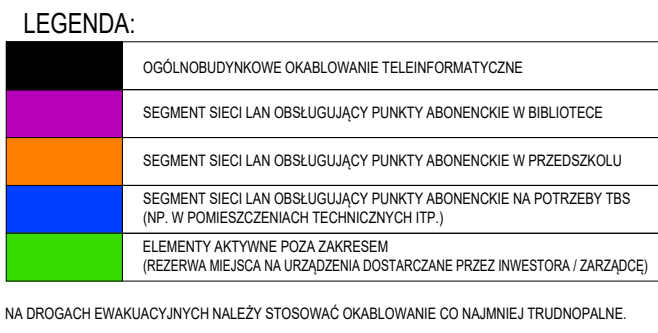 LEGENDA:
OGÓLNOBUDYNKOWE OKABLOWANIE TELEINFORMATYCZNE
SEGMENT SIECI LAN OBSŁUGUJĄCY PUNKTY ABONENCKIE W BIBLIOTECE
SEGMENT SIECI LAN OBSŁUGUJĄCY PUNKTY ABONENCKIE W PRZEDSZKOLU
SEGMENT SIECI LAN OBSŁUGUJĄCY PUNKTY ABONENCKIE NA POTRZEBY TBS
(NP. W POMIESZCZENIACH TECHNICZNYCH ITP.)
ELEMENTY AKTYWNE POZA ZAKRESEM
(REZERWA MIEJSCA NA URZĄDZENIA DOSTARCZANE PRZEZ INWESTORA / ZARZĄDCĘ)
NA DROGACH EWAKUACYJNYCH NALEŻY STOSOWAĆ OKABLOWANIE CO NAJMNIEJ TRUDNOPALNE.